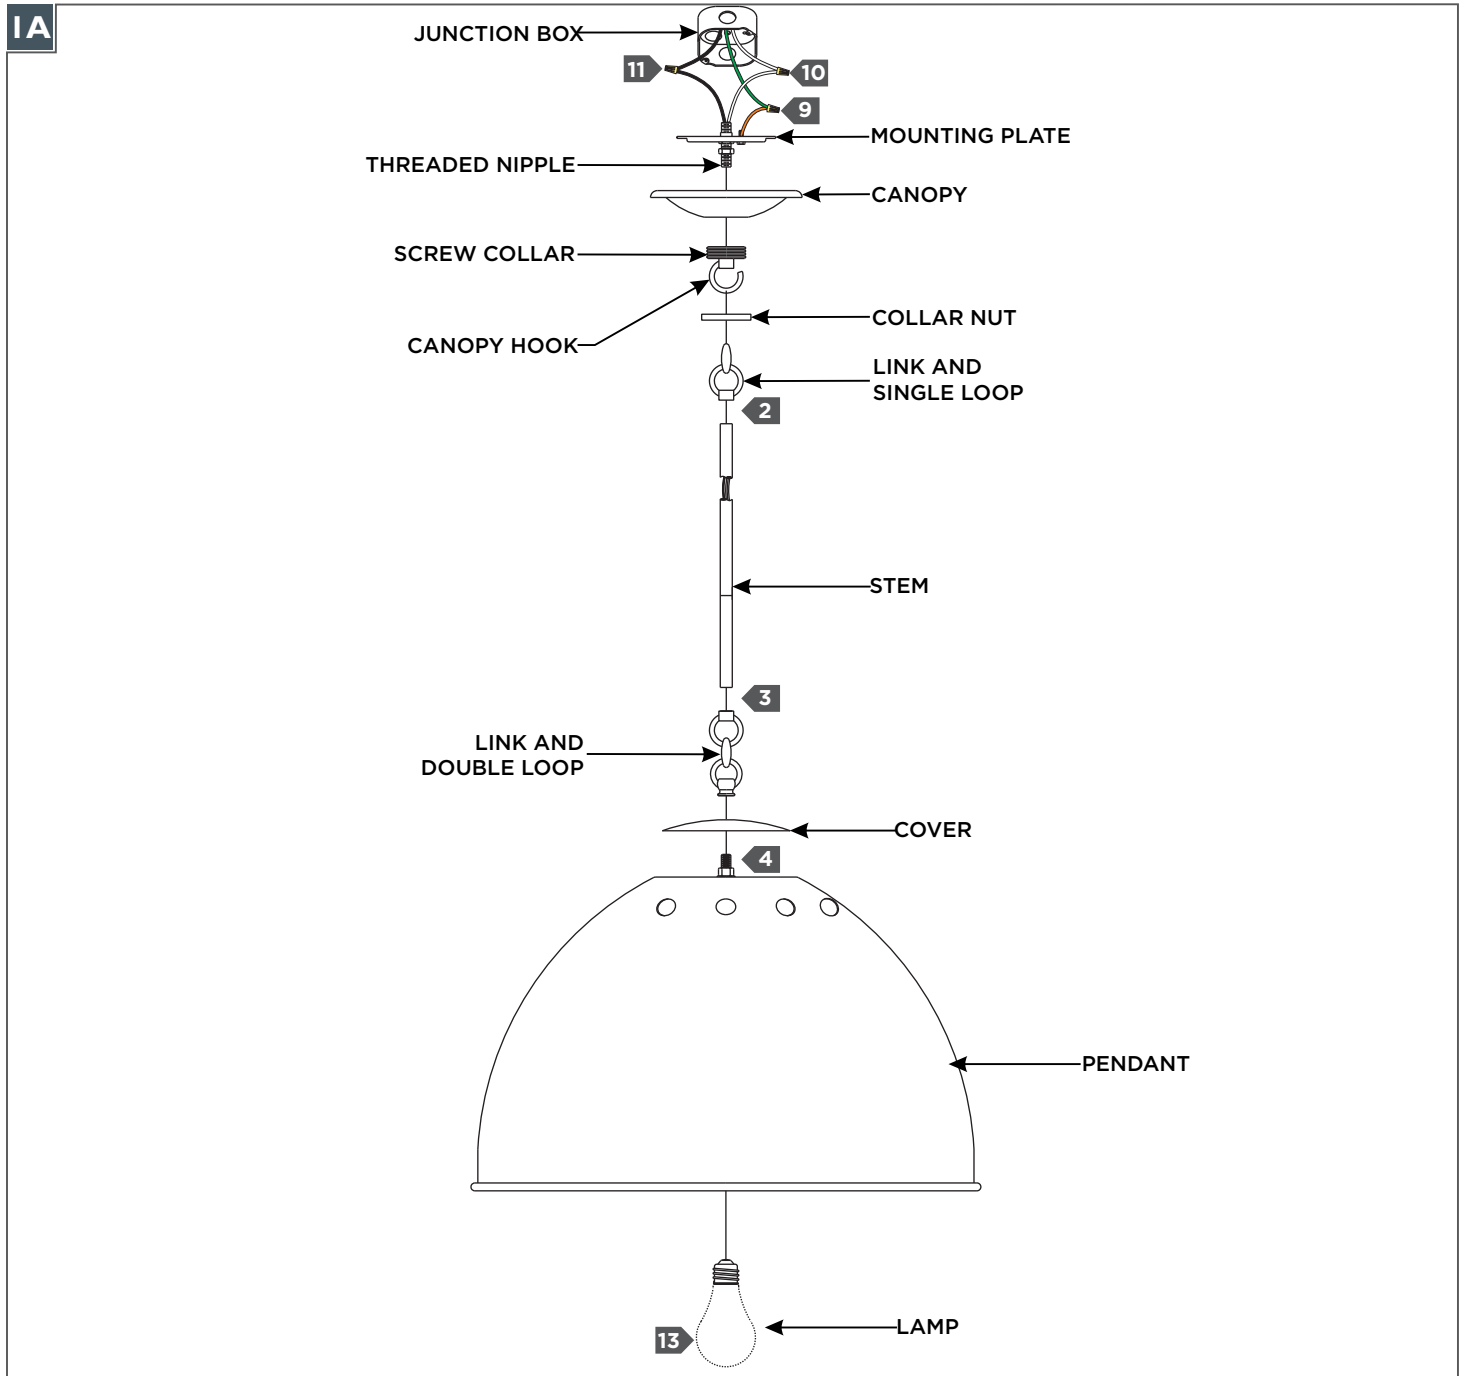 1A
JUNCTION BOX
11
10
9
MOUNTING PLATE
THREADED NIPPLE
CANOPY
SCREW COLLAR
COLLAR NUT
CANOPY HOOK
LINK AND
SINGLE LOOP
2
STEM
3
LINK AND
DOUBLE LOOP
COVER
4
PENDANT
LAMP
13